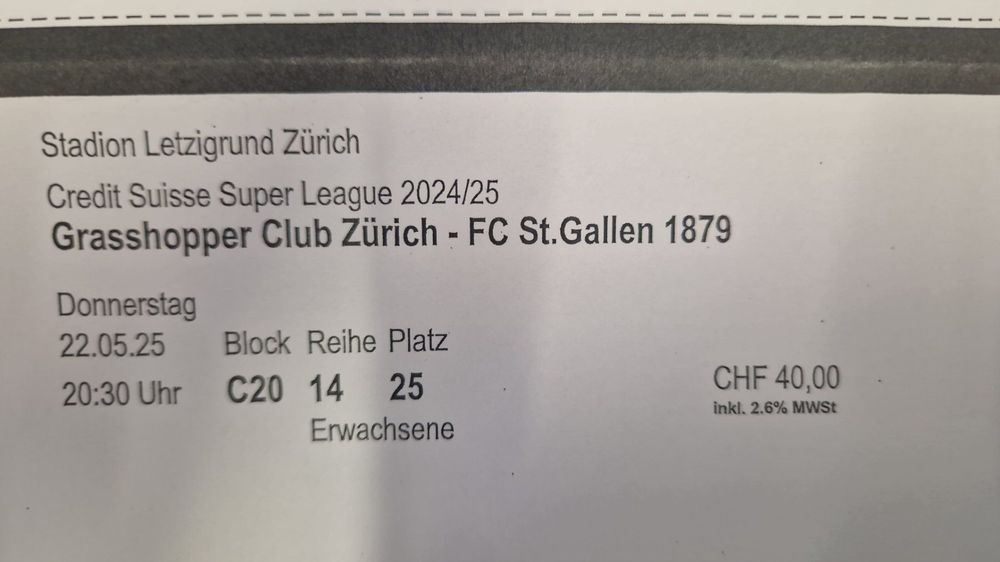 Stadion Letzigrund Zürich
Credit Suisse Super League 2024/25
Grasshopper Club Zürich - FC St.Gallen 1879
Donnerstag
22.05.25 Block Reihe Platz
20:30 Uhr C20 14 25 CHF 40,00
inkl. 2.6% MWSt
Erwachsene